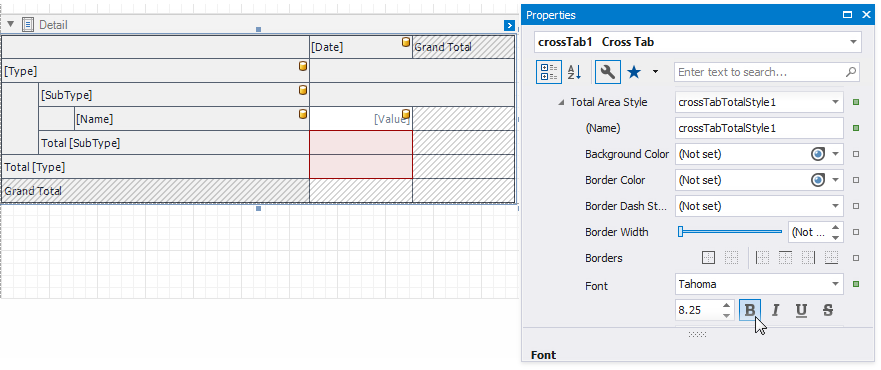 Detail
[Date]
Grand Total
[Type]
[SubType]
[Name]
[Value]
Total [SubType]
Total [Type]
Grand Total
Properties
crossTab1 Cross Tab
A Z
Enter text to search...
Total Area Style crossTabTotalStyle1
(Name) crossTabTotalStyle1
Background Color (Not set)
Border Color (Not set)
Border Dash St... (Not set)
Border Width (Not ...
Borders
Font Tahoma
8.25 B I U S
Font